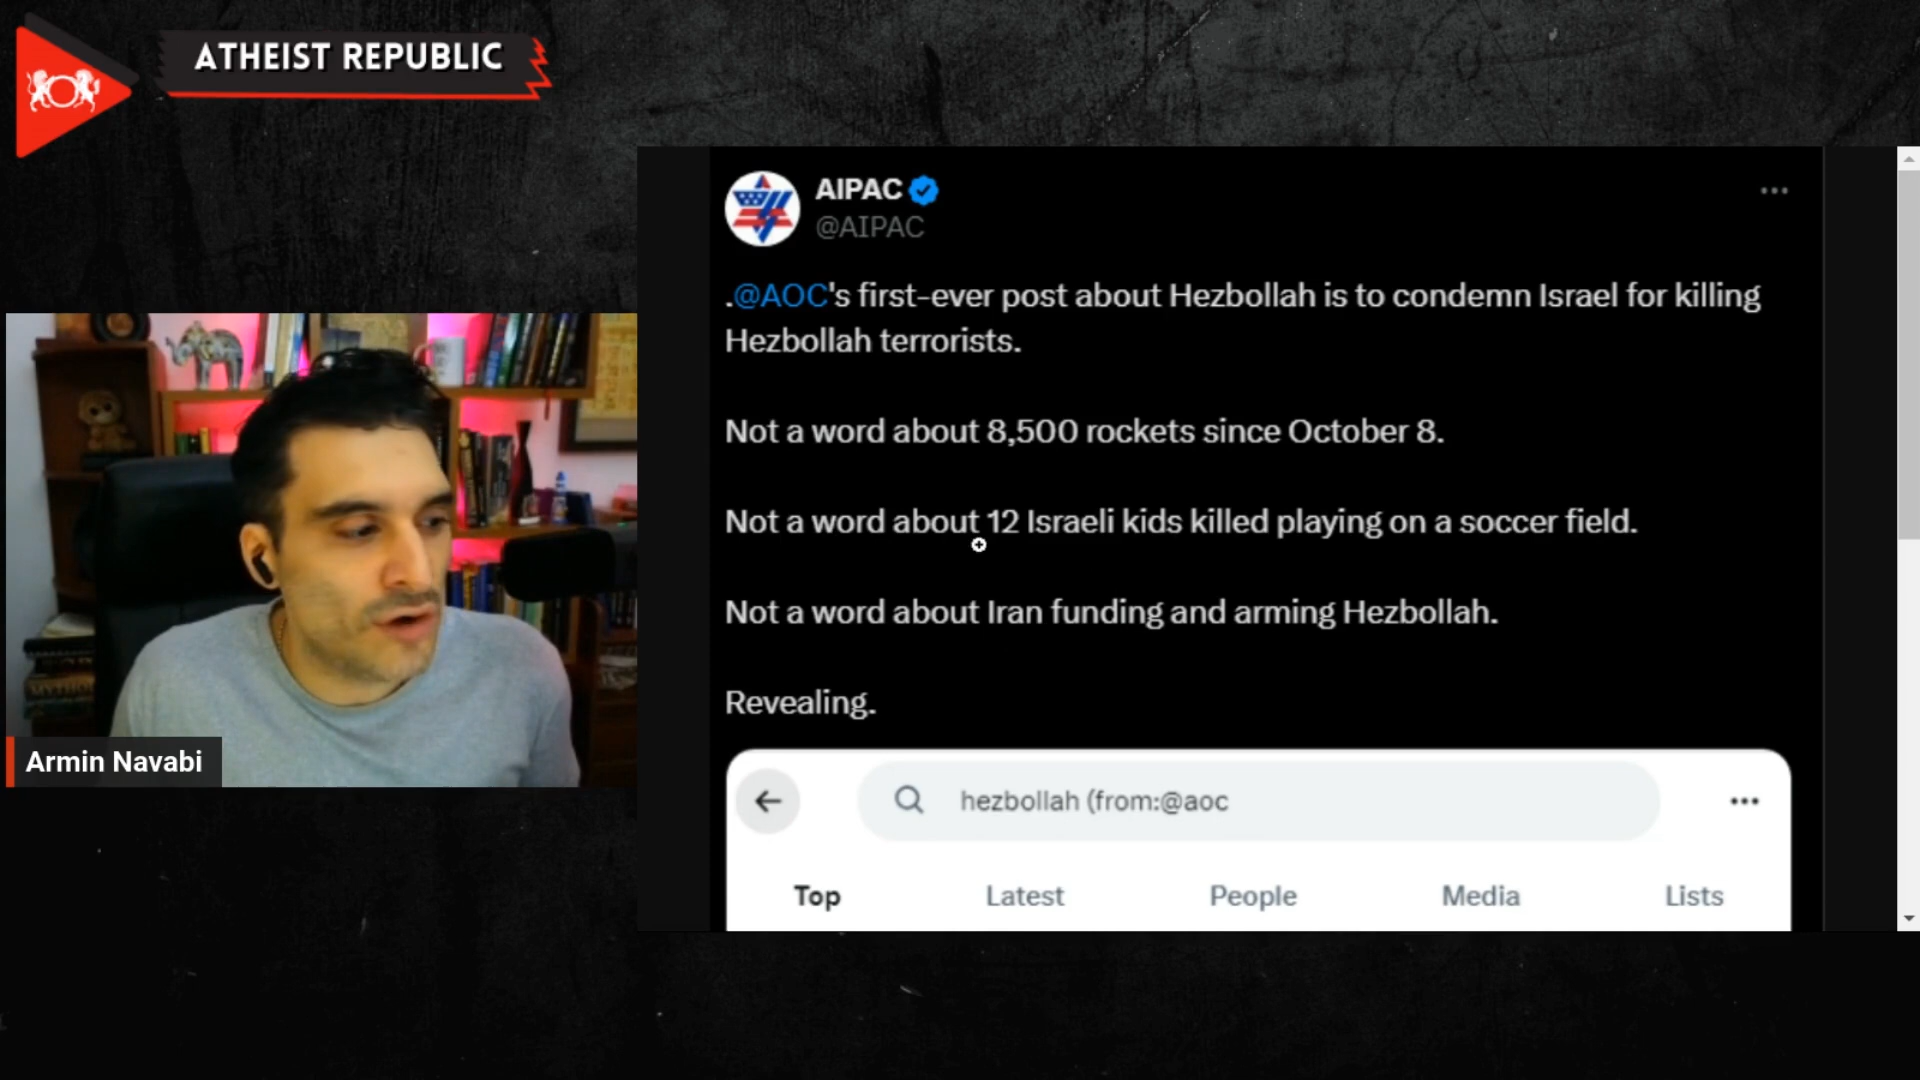 ATHEIST REPUBLIC
AIPAC
@AIPAC
.@AOC's first-ever post about Hezbollah is to condemn Israel for killing
Hezbollah terrorists.
Not a word about 8,500 rockets since October 8.
Not a word about 12 Israeli kids killed playing on a soccer field.
Not a word about Iran funding and arming Hezbollah.
Revealing.
hezbollah (from:@aoc
Top Latest People Media Lists
Armin Navabi